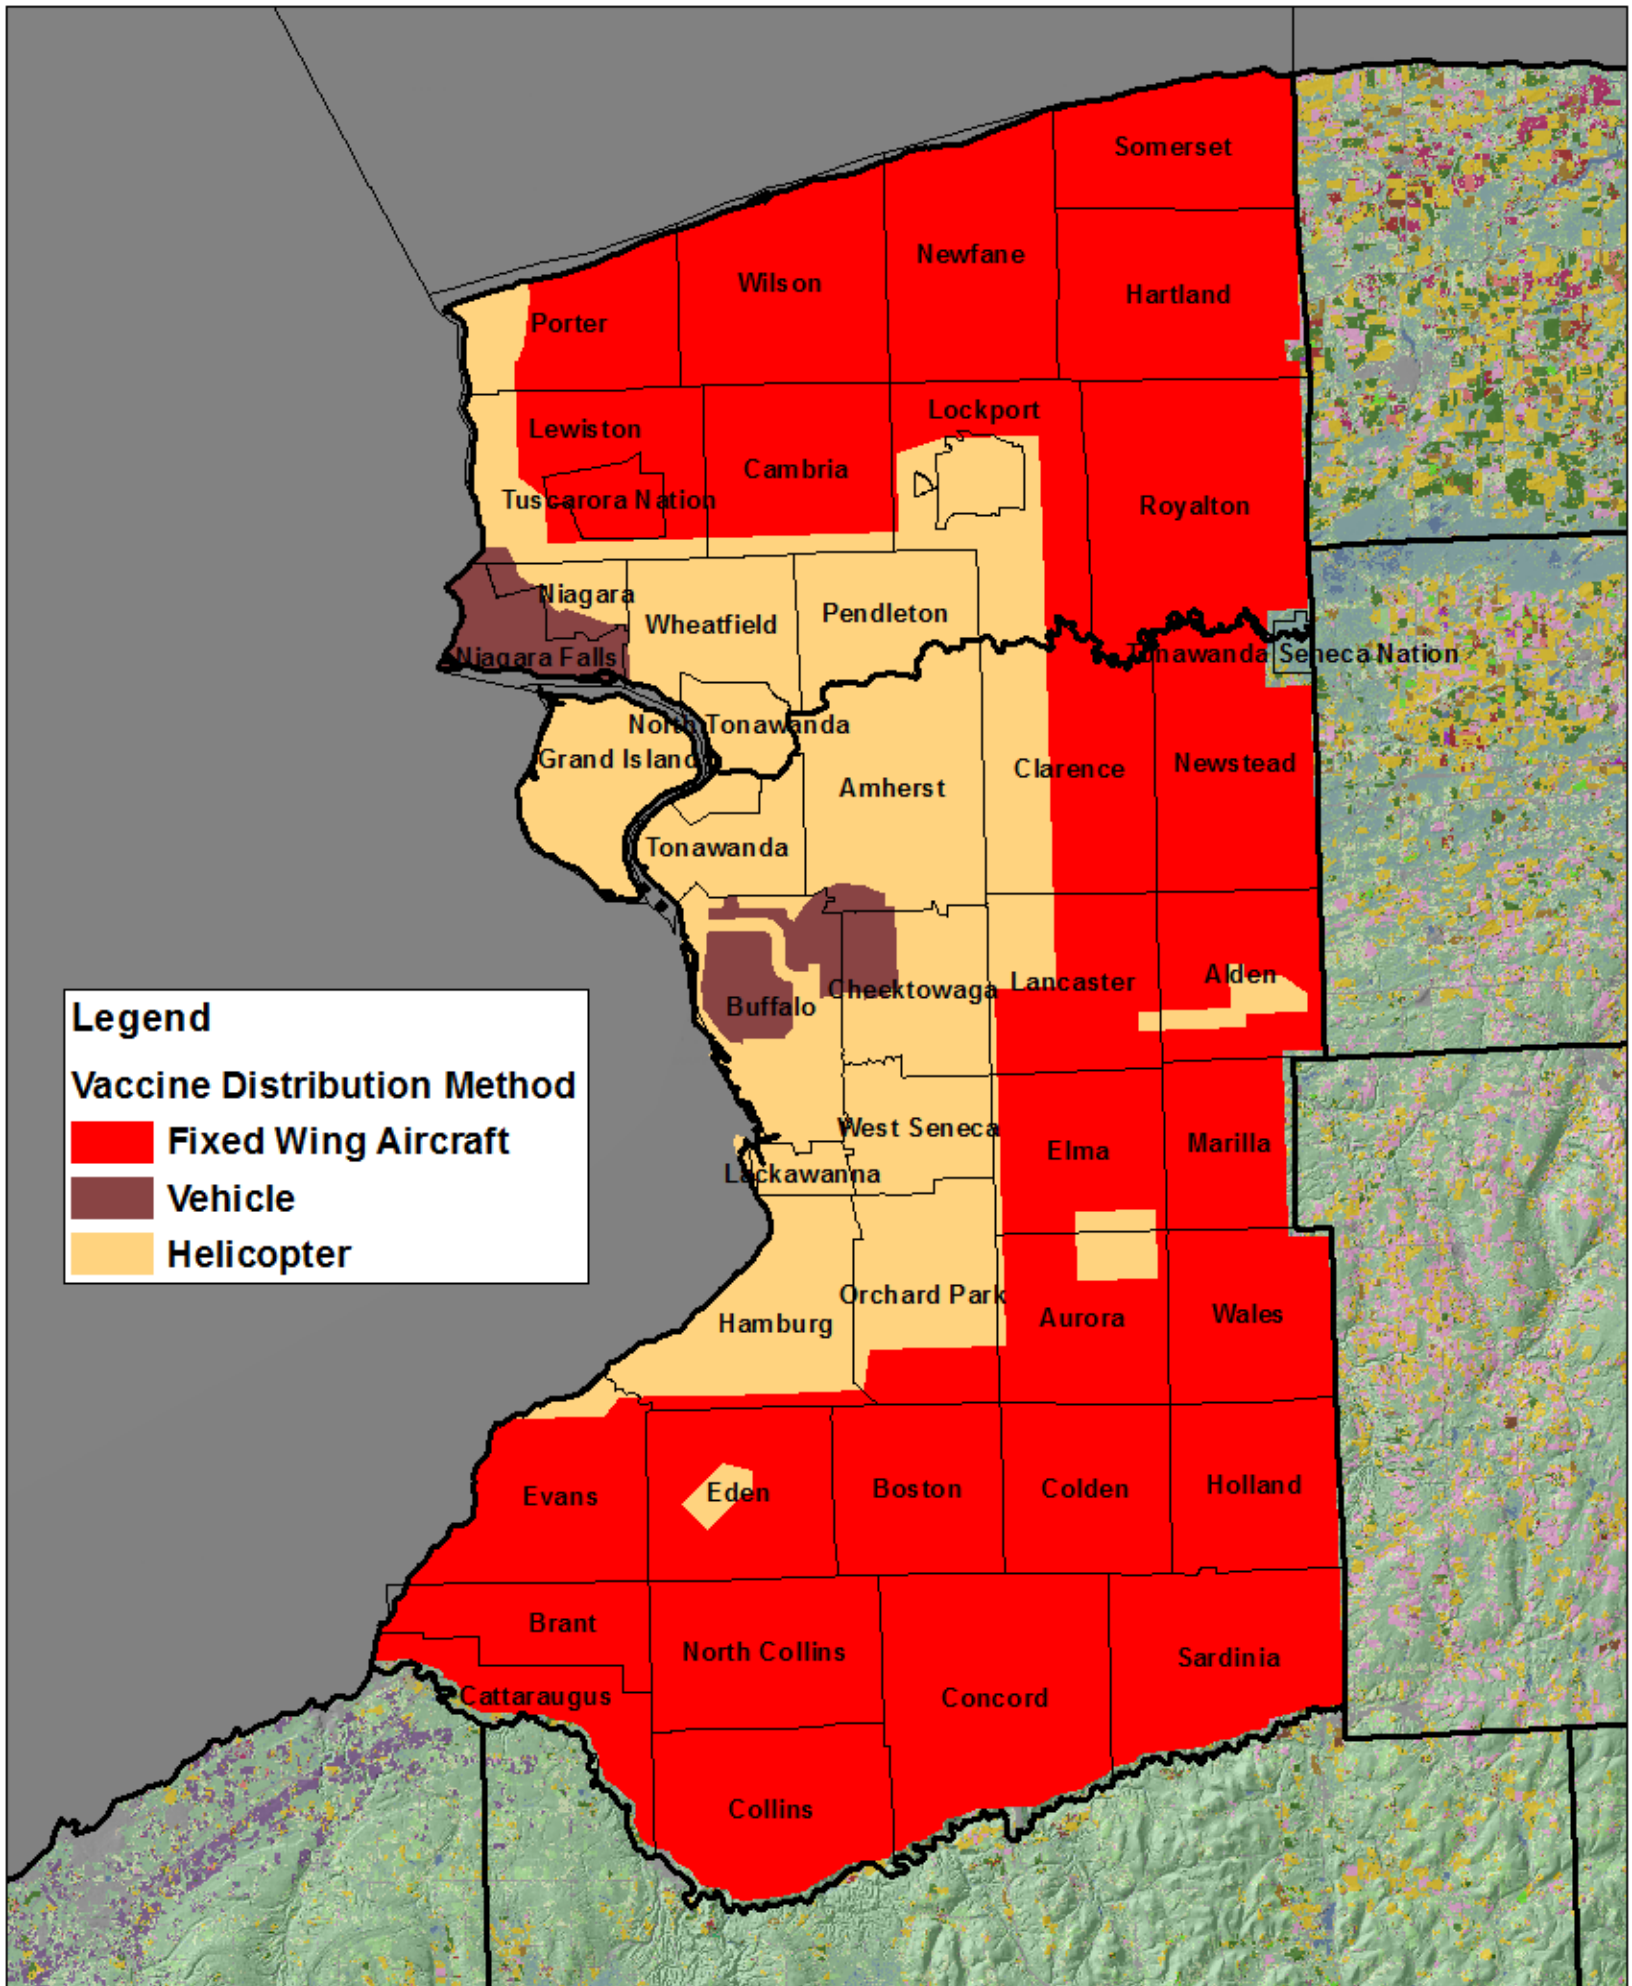 Somerset
Newfane
Wilson
Hartland
Porter
Lockport
Lewiston
Cambria
Tuscarora Nation
Royalton
Niagara
Pendleton
Wheatfield
Niagara Falls
Tonawanda Seneca Nation
North Tonawanda
Grand Island
Newstead
Clarence
Amherst
Tonawanda
Alden
Lancaster
Cheektowaga
Buffalo
Legend
Vaccine Distribution Method
Fixed Wing Aircraft
Vehicle
Helicopter
West Seneca
Marilla
Elma
Lackawanna
Orchard Park
Wales
Aurora
Hamburg
Holland
Boston
Colden
Eden
Evans
Brant
North Collins
Sardinia
Cattaraugus
Concord
Collins